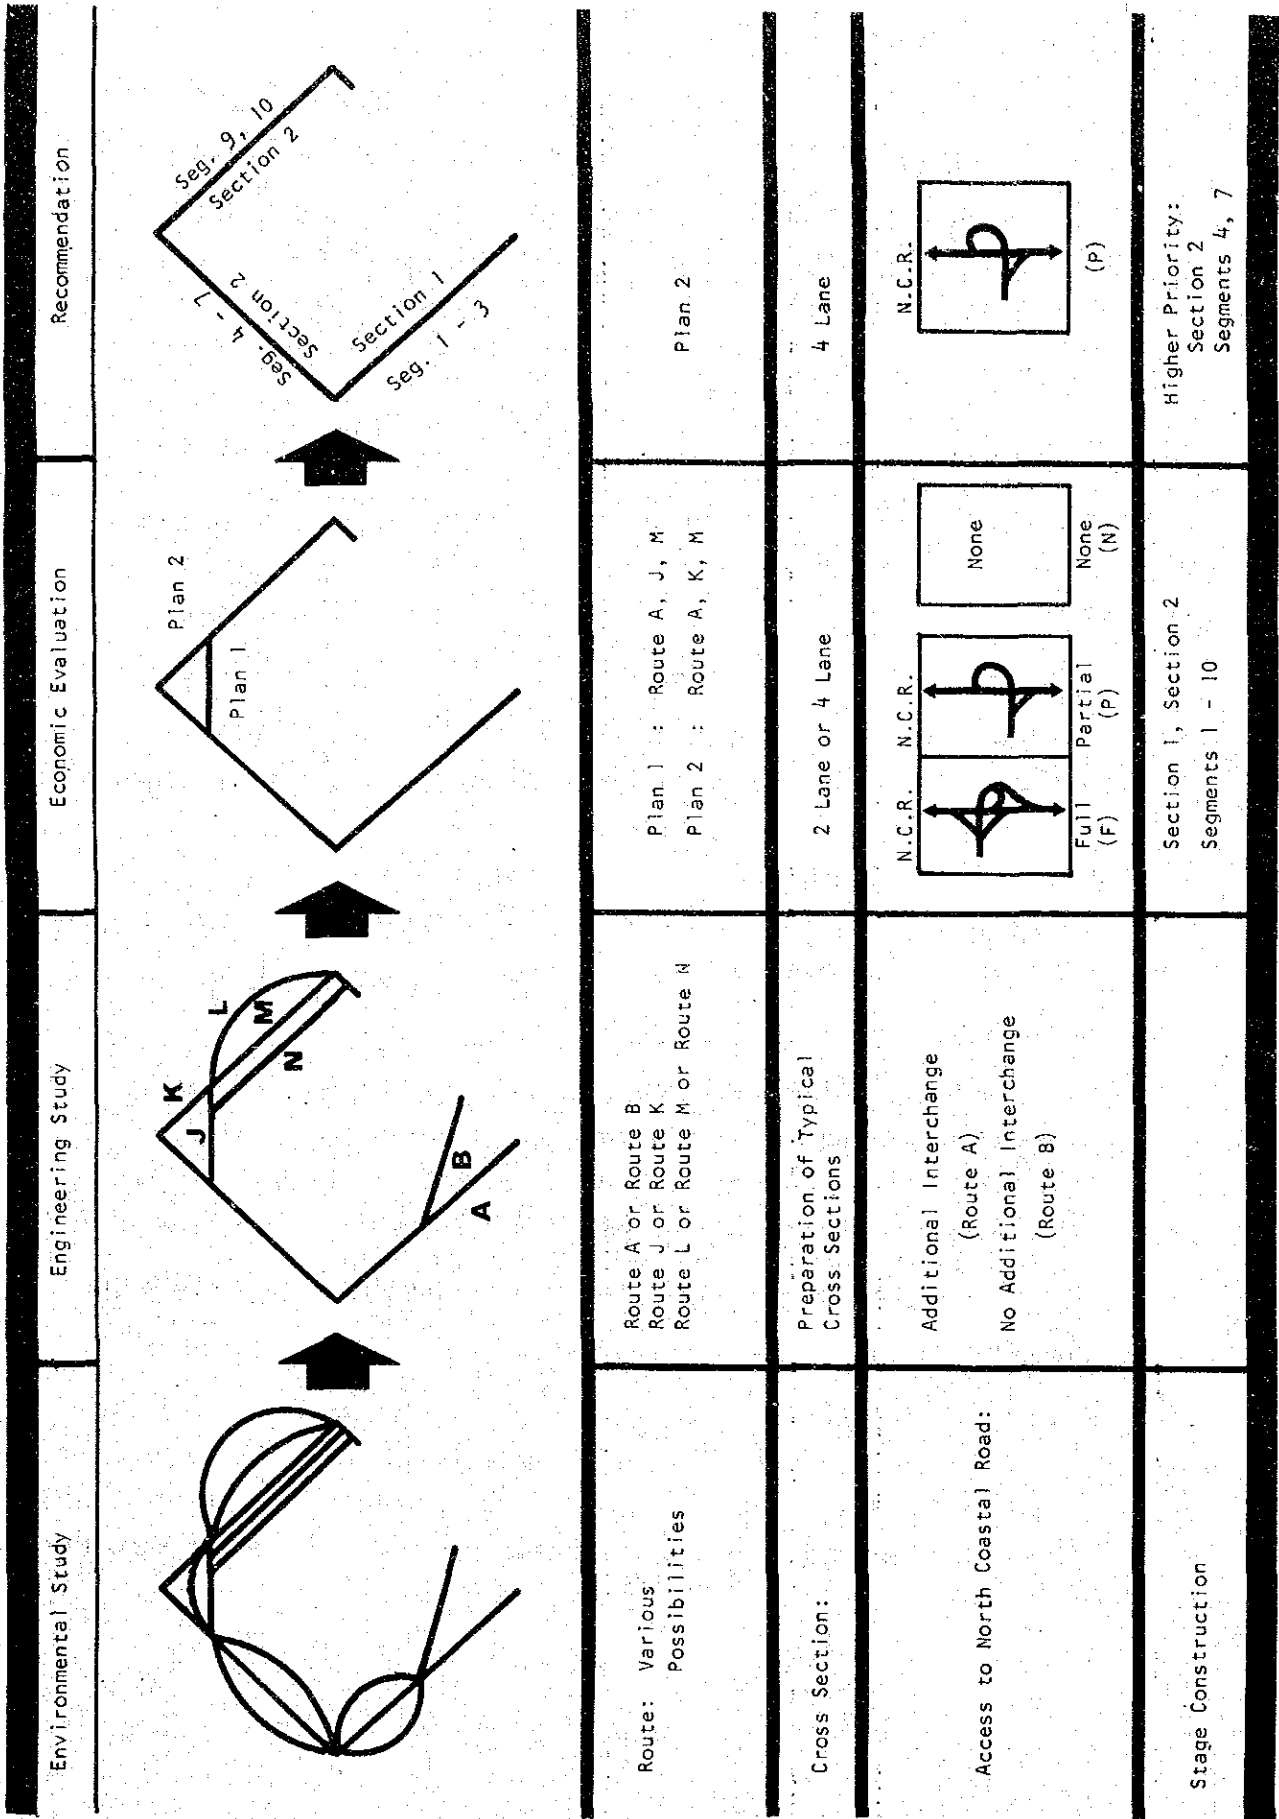 Environmental Study
Engineering Study
Economic Evaluation
Recommendation
J
K
L
M
N
A
B
Plan 1
Plan 2
Seg. 4 - 7
Section 2
Seg. 9, 10
Section 2
Section 1
Seg. 1 - 3
Route: Various
Possibilities
Route A or Route B
Route J or Route K
Route L or Route M or Route N
Plan 1 : Route A, J, M
Plan 2 : Route A, K, M
Plan 2
Cross Section:
Preparation of Typical
Cross Sections
2 Lane or 4 Lane
4 Lane
Access to North Coastal Road:
Additional Interchange
(Route A)
No Additional Interchange
(Route B)
N.C.R.
Full
(F)
N.C.R.
Partial
(P)
None
None
(N)
N.C.R.
(P)
Stage Construction
Section 1, Section 2
Segments 1 - 10
Higher Priority:
Section 2
Segments 4, 7